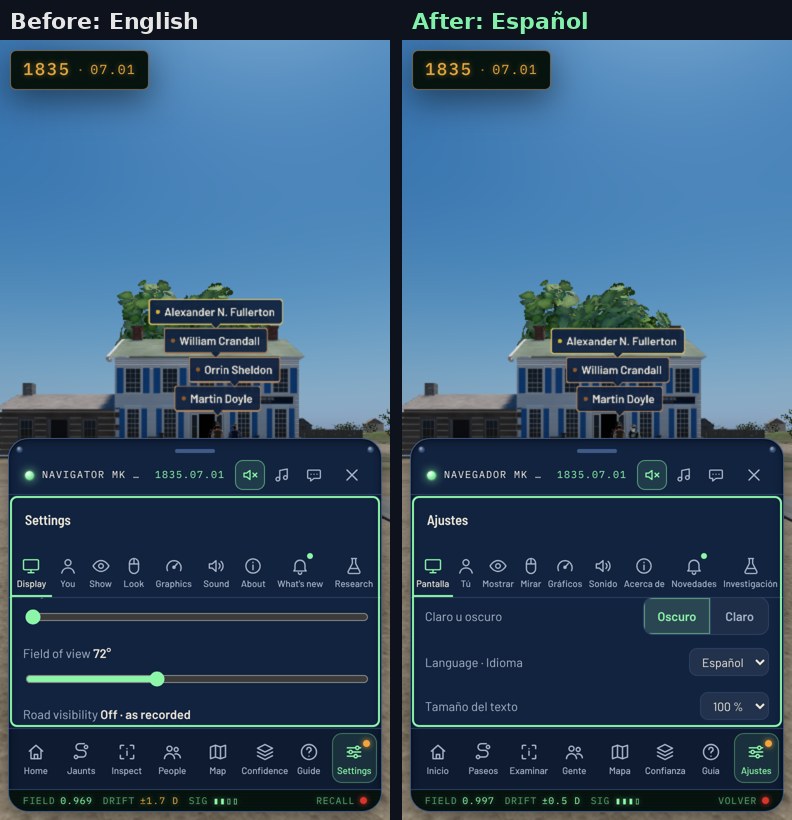 Before: English
1835 · 07.01
Alexander N. Fullerton
William Crandall
Orrin Sheldon
Martin Doyle
NAVIGATOR MK … 1835.07.01
Settings
Display You Show Look Graphics Sound About What's new Research
Field of view 72°
Road visibility Off · as recorded
Home Jaunts Inspect People Map Confidence Guide Settings
FIELD 0.969 DRIFT ±1.7 D SIG RECALL
After: Español
1835 · 07.01
Alexander N. Fullerton
William Crandall
Martin Doyle
NAVEGADOR MK … 1835.07.01
Ajustes
Pantalla Tú Mostrar Mirar Gráficos Sonido Acerca de Novedades Investigación
Claro u oscuro Oscuro Claro
Language · Idioma Español
Tamaño del texto 100 %
Inicio Paseos Examinar Gente Mapa Confianza Guía Ajustes
FIELD 0.997 DRIFT ±0.5 D SIG VOLVER